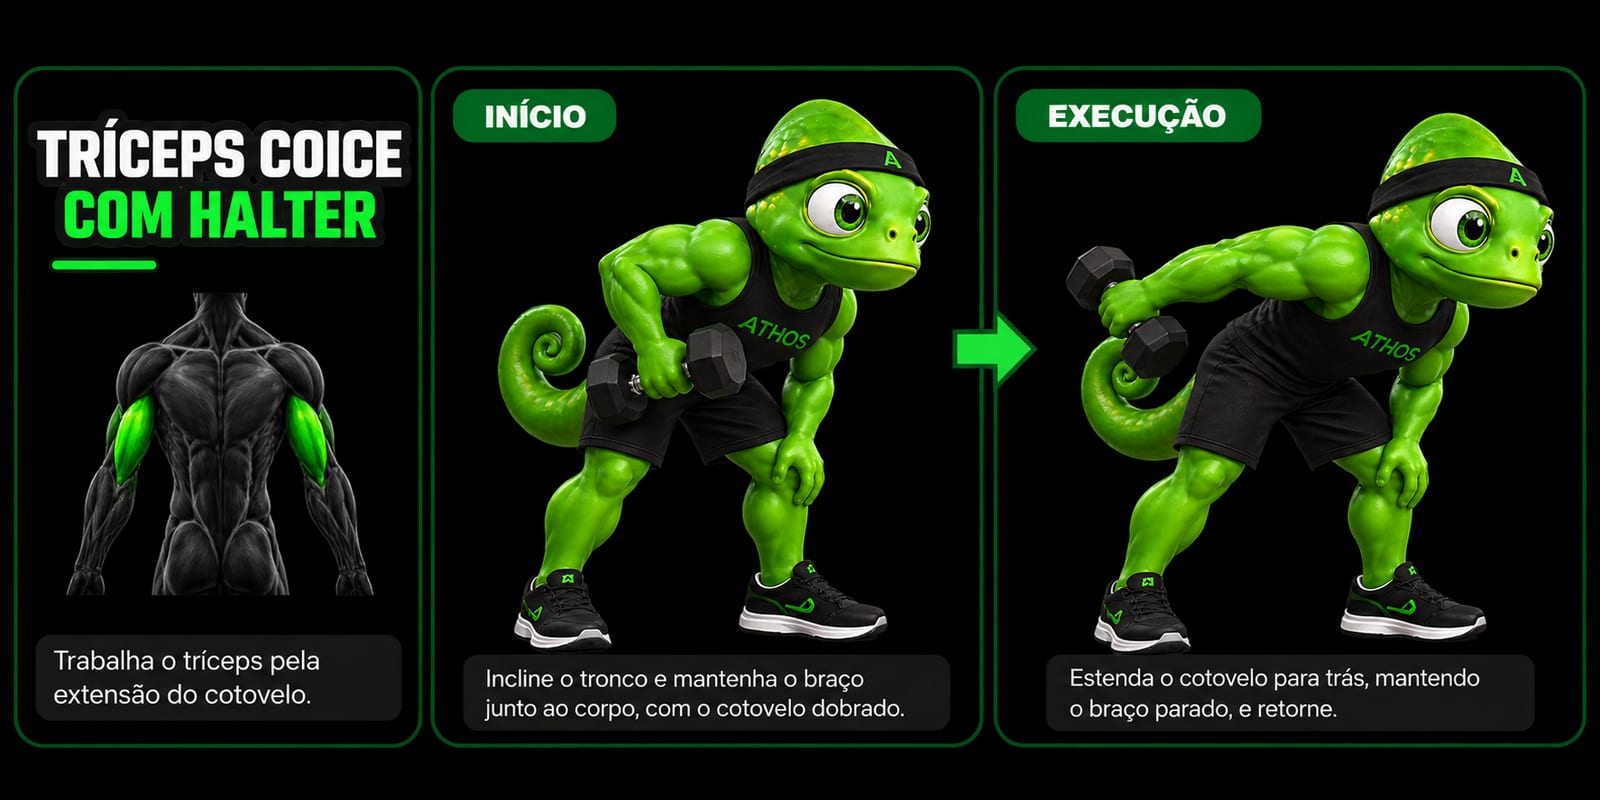 TRÍCEPS COICE
COM HALTER
Trabalha o tríceps pela
extensão do cotovelo.
INÍCIO
A
ATHOS
Incline o tronco e mantenha o braço
junto ao corpo, com o cotovelo dobrado.
EXECUÇÃO
A
ATHOS
Estenda o cotovelo para trás, mantendo
o braço parado, e retorne.